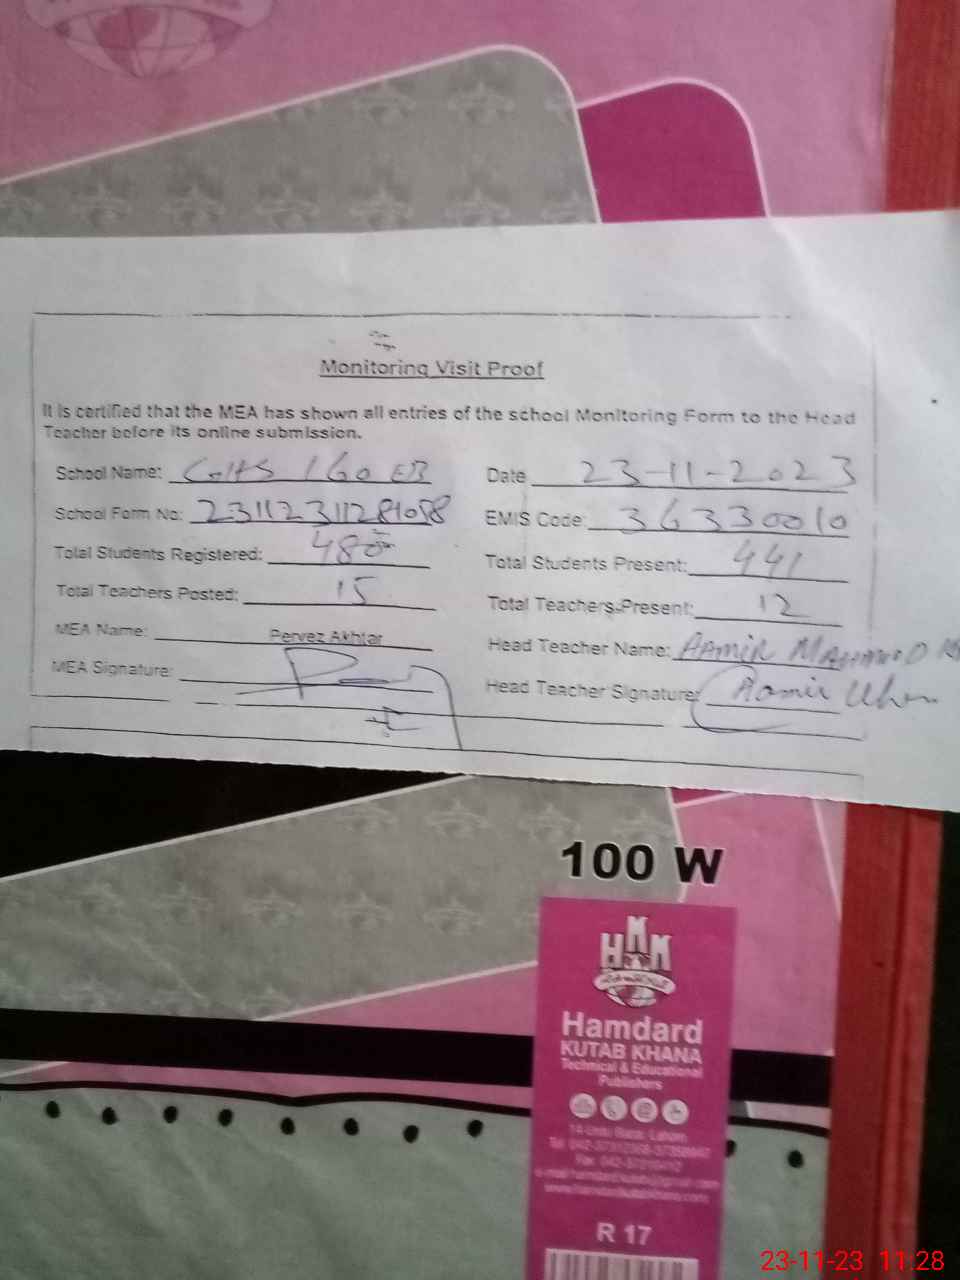 Monitoring Visit Proof
It is certified that the MEA has shown all entries of the school Monitoring Form to the Head
Teacher before its online submission.
School Name: GHS 160 EB
Date 23-11-2023
School Form No: 23112311281058
EMIS Code: 36330010
Total Students Registered: 480
Total Students Present: 441
Total Teachers Posted: 15
Total Teachers Present: 12
MEA Name: Pervez Akhtar
Head Teacher Name: AAMIR MAHMOOD
MEA Signature:
Head Teacher Signature: Aamir
100 W
HKM
Hamdard
KUTAB KHANA
Technical & Educational
Publishers
R 17
23-11-23 11:28